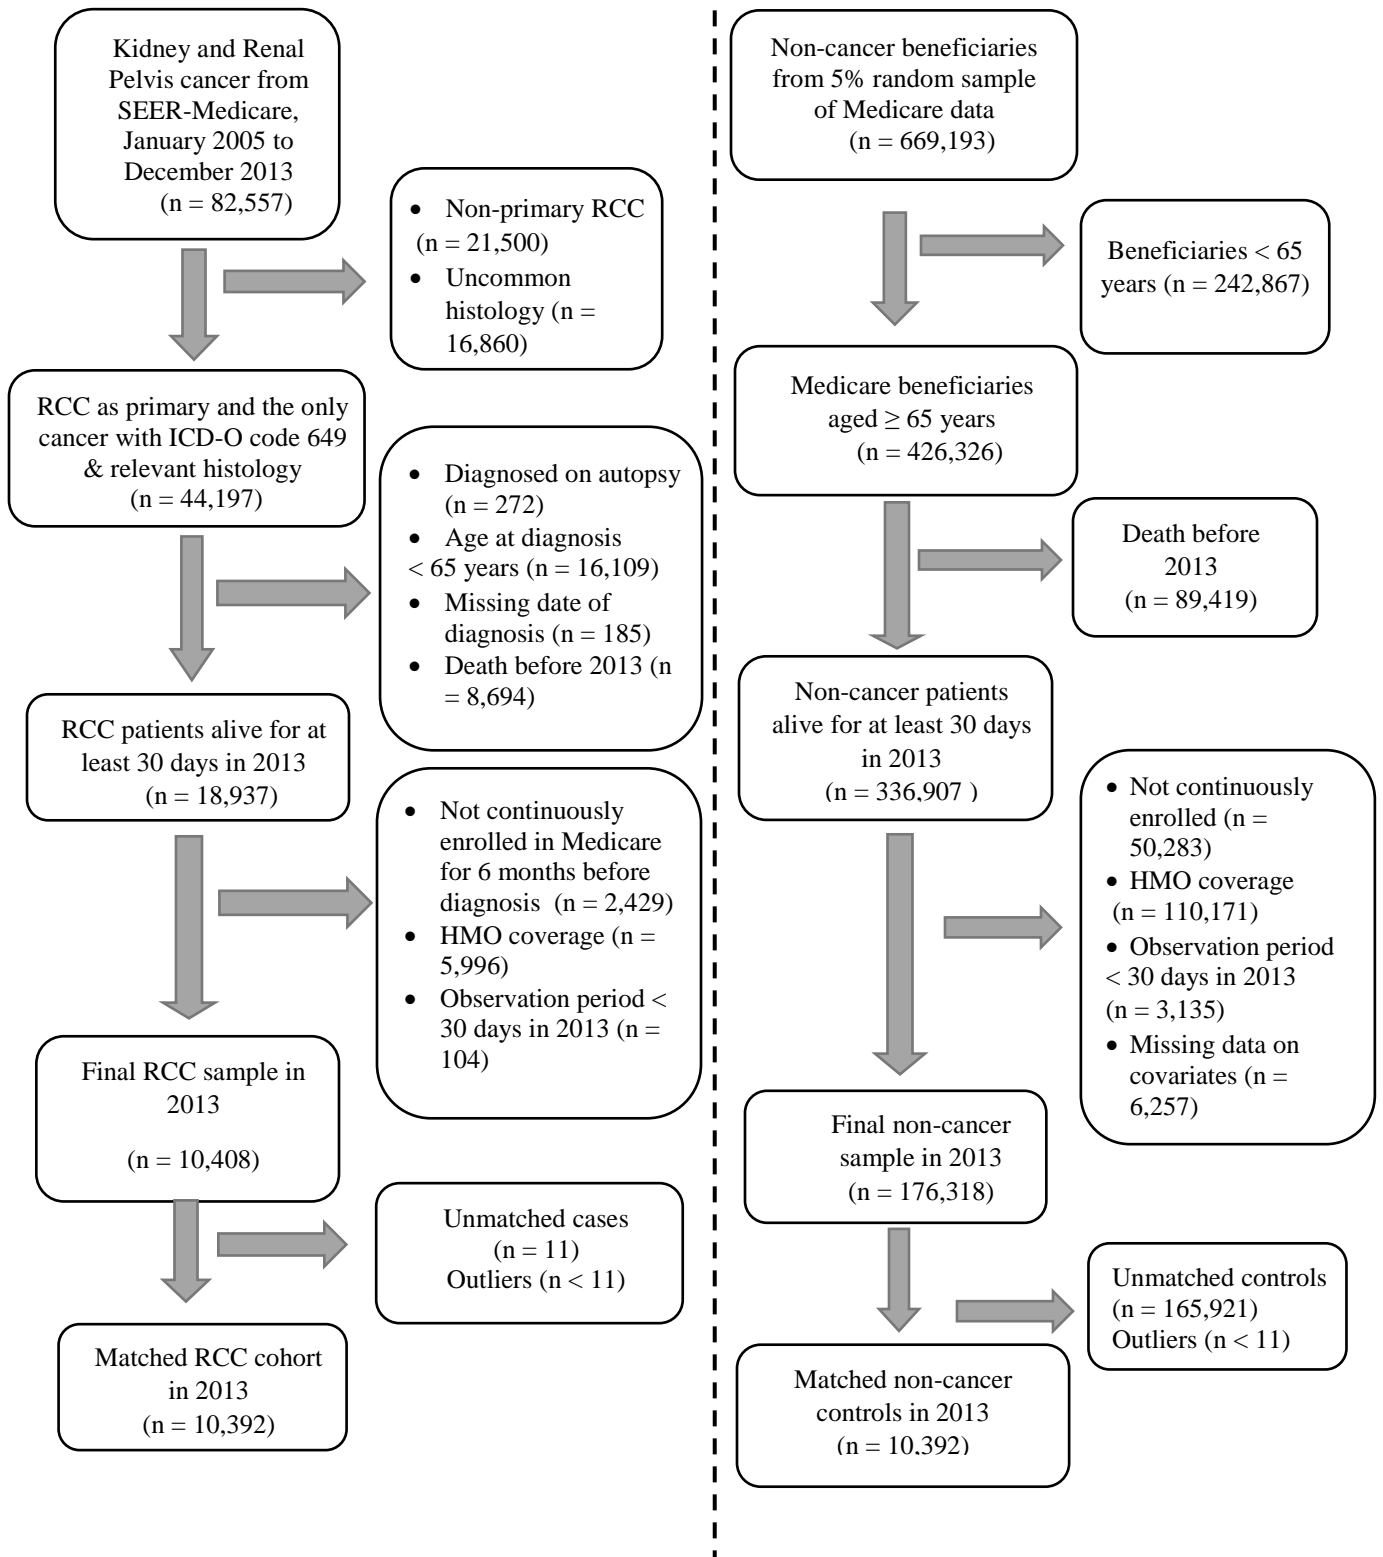 Kidney and Renal
Pelvis cancer from
SEER-Medicare,
January 2005 to
December 2013
(n = 82,557)
• Non-primary RCC
(n = 21,500)
• Uncommon
histology (n =
16,860)
RCC as primary and the only
cancer with ICD-O code 649
& relevant histology
(n = 44,197)
• Diagnosed on autopsy
(n = 272)
• Age at diagnosis
< 65 years (n = 16,109)
• Missing date of
diagnosis (n = 185)
• Death before 2013 (n
= 8,694)
RCC patients alive for at
least 30 days in 2013
(n = 18,937)
• Not continuously
enrolled in Medicare
for 6 months before
diagnosis (n = 2,429)
• HMO coverage (n =
5,996)
• Observation period <
30 days in 2013 (n =
104)
Final RCC sample in
2013
(n = 10,408)
Unmatched cases
(n = 11)
Outliers (n < 11)
Matched RCC cohort
in 2013
(n = 10,392)
Non-cancer beneficiaries
from 5% random sample
of Medicare data
(n = 669,193)
Beneficiaries < 65
years (n = 242,867)
Medicare beneficiaries
aged ≥ 65 years
(n = 426,326)
Death before
2013
(n = 89,419)
Non-cancer patients
alive for at least 30 days
in 2013
(n = 336,907 )
• Not continuously
enrolled (n =
50,283)
• HMO coverage
(n = 110,171)
• Observation period
< 30 days in 2013
(n = 3,135)
• Missing data on
covariates (n =
6,257)
Final non-cancer
sample in 2013
(n = 176,318)
Unmatched controls
(n = 165,921)
Outliers (n < 11)
Matched non-cancer
controls in 2013
(n = 10,392)